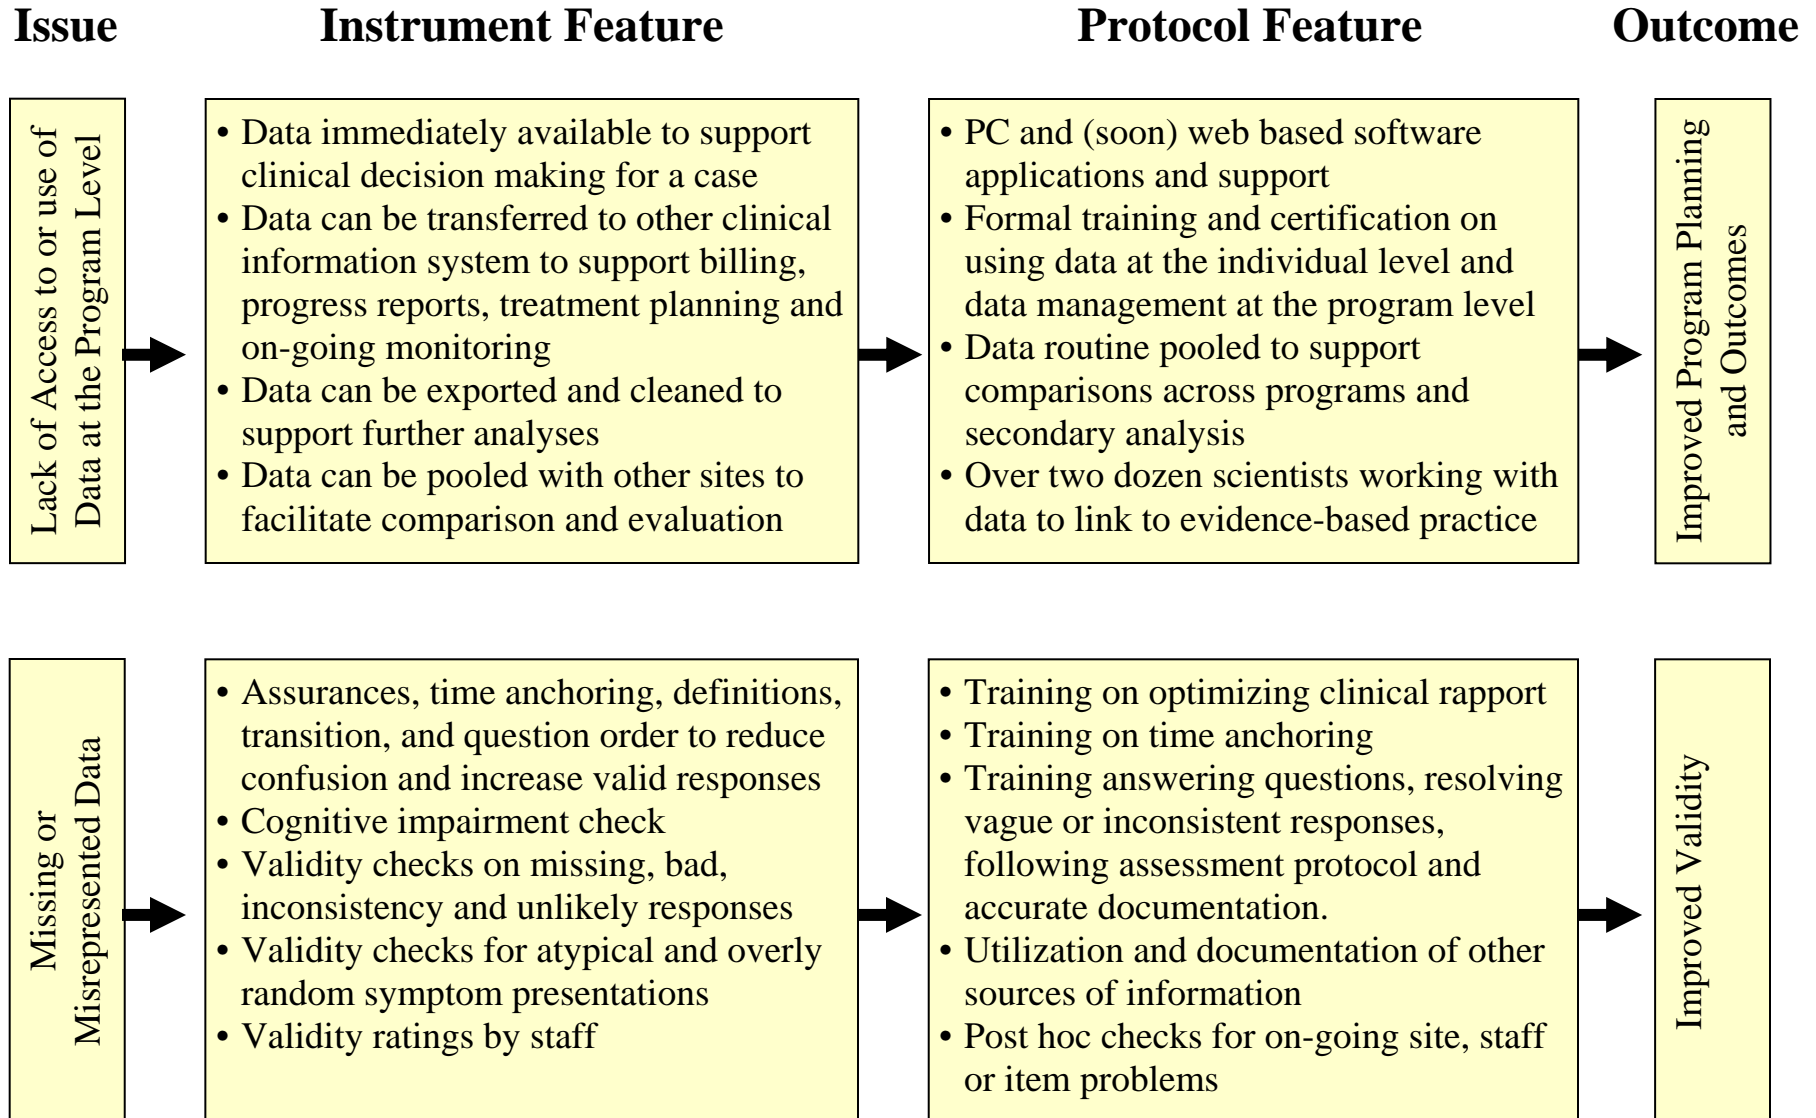 Issue
Instrument Feature
Protocol Feature
Outcome
Lack of Access to or use of
Data at the Program Level
• Data immediately available to support
clinical decision making for a case
• Data can be transferred to other clinical
information system to support billing,
progress reports, treatment planning and
on-going monitoring
• Data can be exported and cleaned to
support further analyses
• Data can be pooled with other sites to
facilitate comparison and evaluation
• PC and (soon) web based software
applications and support
• Formal training and certification on
using data at the individual level and
data management at the program level
• Data routine pooled to support
comparisons across programs and
secondary analysis
• Over two dozen scientists working with
data to link to evidence-based practice
Improved Program Planning
and Outcomes
Missing or
Misrepresented Data
• Assurances, time anchoring, definitions,
transition, and question order to reduce
confusion and increase valid responses
• Cognitive impairment check
• Validity checks on missing, bad,
inconsistency and unlikely responses
• Validity checks for atypical and overly
random symptom presentations
• Validity ratings by staff
• Training on optimizing clinical rapport
• Training on time anchoring
• Training answering questions, resolving
vague or inconsistent responses,
following assessment protocol and
accurate documentation.
• Utilization and documentation of other
sources of information
• Post hoc checks for on-going site, staff
or item problems
Improved Validity